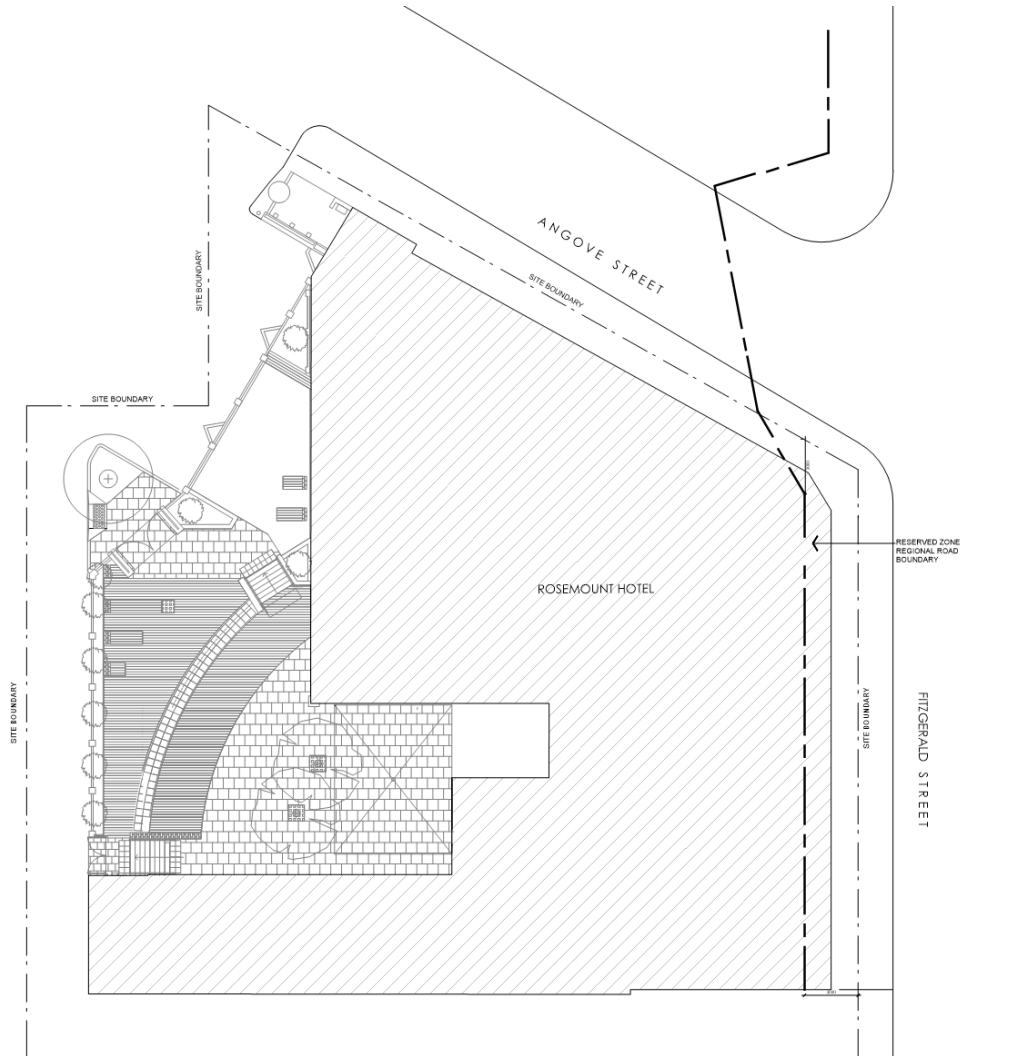 ANGOVE STREET
SITE BOUNDARY
SITE BOUNDARY
SITE BOUNDARY
RESERVED ZONE
REGIONAL ROAD
BOUNDARY
ROSEMOUNT HOTEL
SITE BOUNDARY
SITE BOUNDARY
FITZGERALD STREET